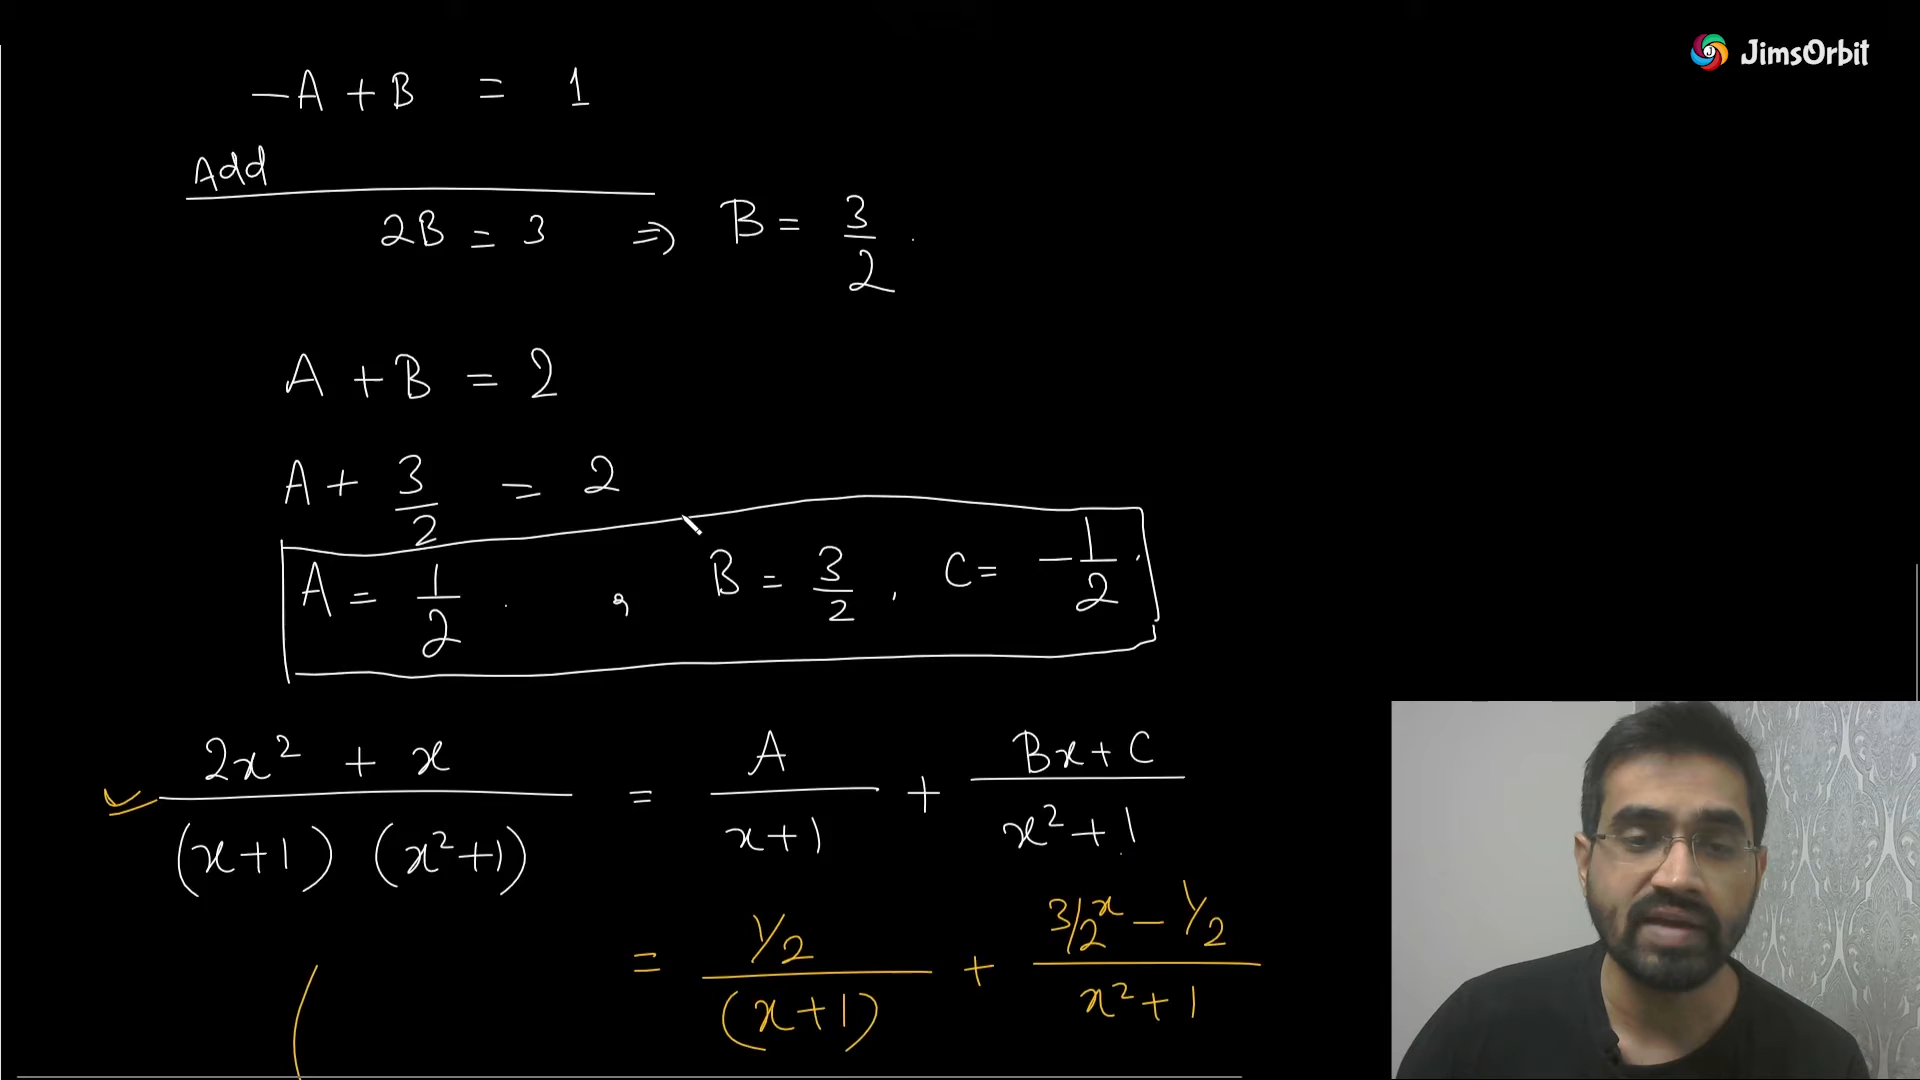 JimsOrbit
-A + B = 1
Add
2B = 3 ⇒ B = 3/2 .
A + B = 2
A + 3/2 = 2
A = 1/2 . , B = 3/2 , C = -1/2 .
(2x² + x)/((x+1) (x²+1)) = A/(x+1) + (Bx+C)/(x²+1)
= (1/2)/((x+1)) + (3/2 x - 1/2)/(x²+1)